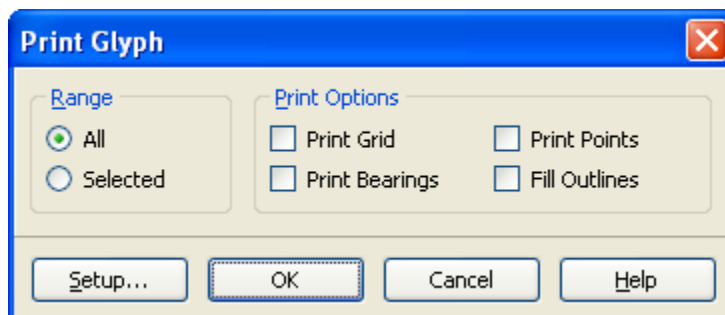 Print Glyph
Range
Print Options
All
Print Grid
Print Points
Selected
Print Bearings
Fill Outlines
Setup...
OK
Cancel
Help